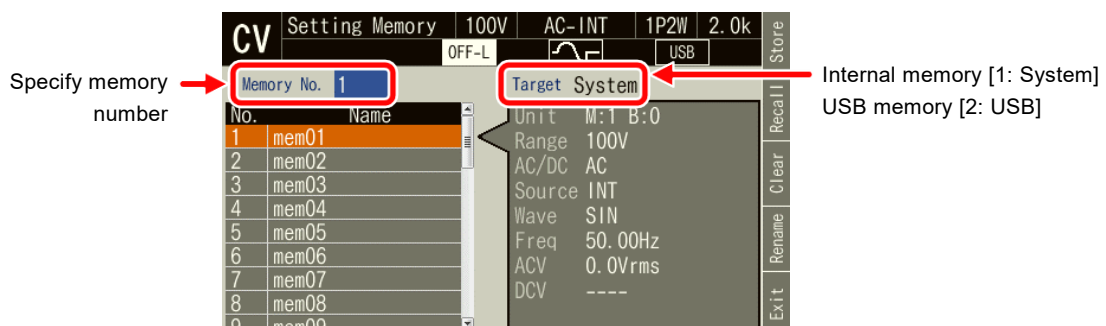 CV
Setting Memory 100V AC-INT 1P2W 2.0k
OFF-L USB
Specify memory
number
Memory No. 1
Target System
Internal memory [1: System]
USB memory [2: USB]
No. Name
1 mem01
2 mem02
3 mem03
4 mem04
5 mem05
6 mem06
7 mem07
8 mem08
9 mem09
Unit M:1 B:0
Range 100V
AC/DC AC
Source INT
Wave SIN
Freq 50.00Hz
ACV 0.0Vrms
DCV ----
Store
Recall
Clear
Rename
Exit